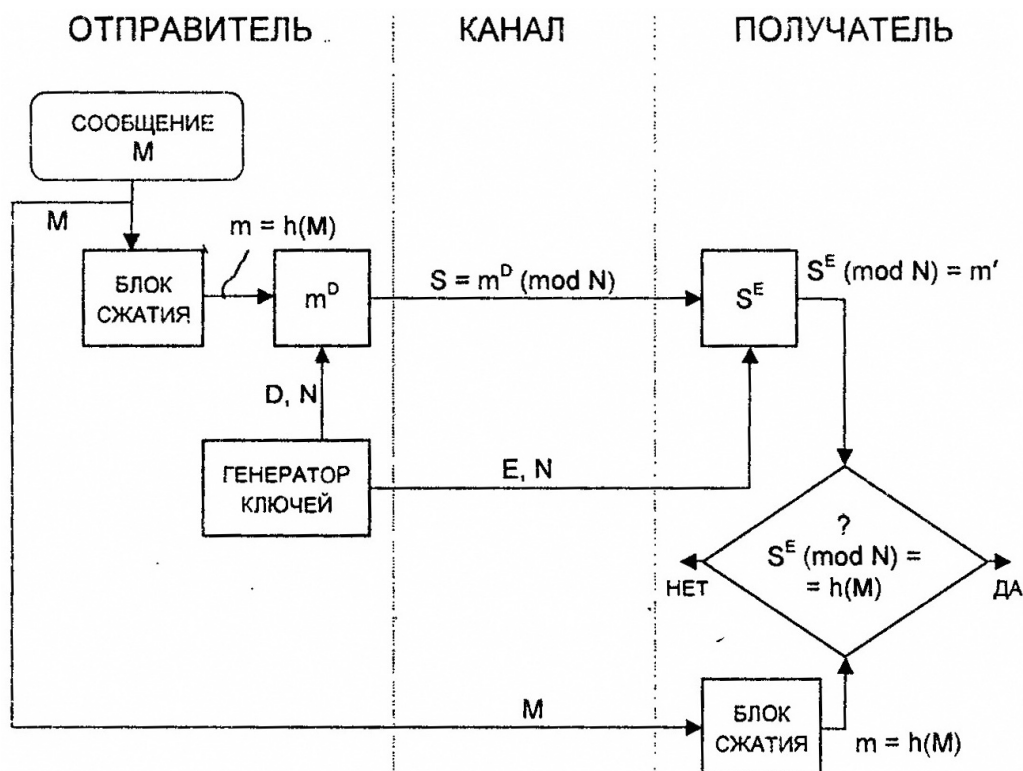 ОТПРАВИТЕЛЬ
КАНАЛ
ПОЛУЧАТЕЛЬ
СООБЩЕНИЕ
M
M
m = h(M)
БЛОК
СЖАТИЯ
m^D
S = m^D (mod N)
S^E
S^E (mod N) = m′
D, N
ГЕНЕРАТОР
КЛЮЧЕЙ
E, N
?
S^E (mod N) =
= h(M)
НЕТ
ДА
M
БЛОК
СЖАТИЯ
m = h(M)